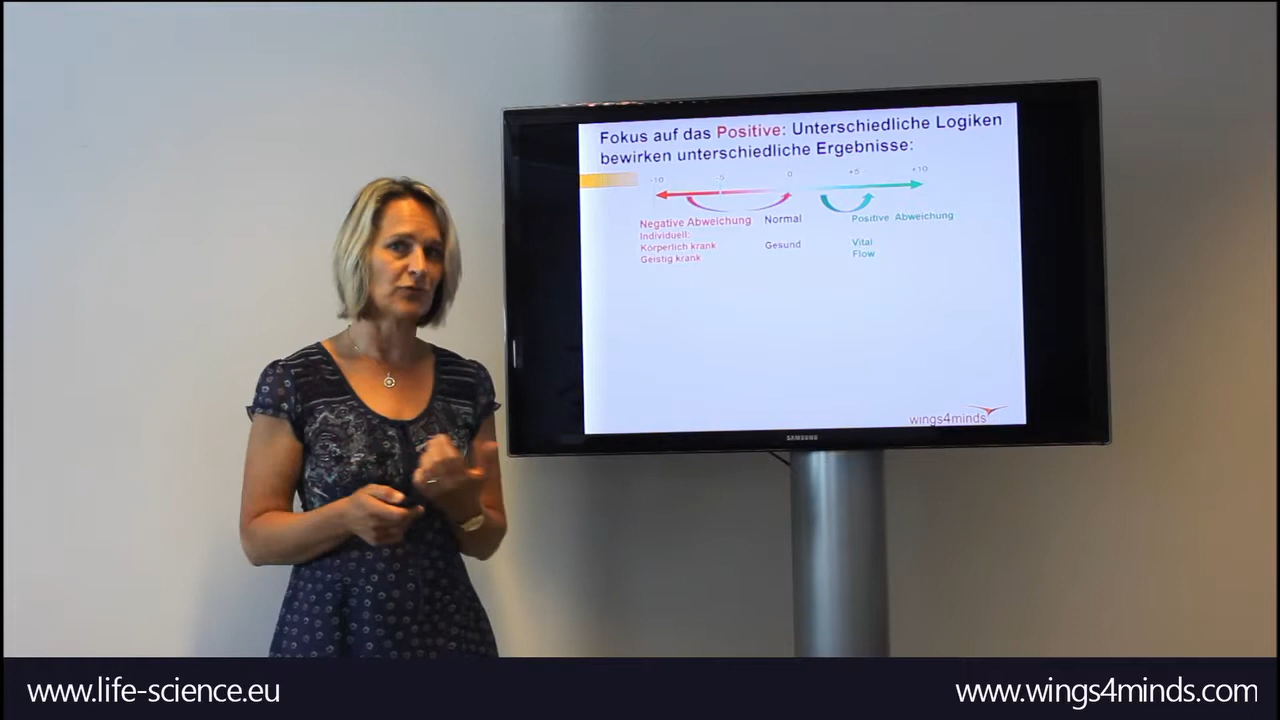 Fokus auf das Positive: Unterschiedliche Logiken
bewirken unterschiedliche Ergebnisse:
-10 -5 0 +5 +10
Negative Abweichung Normal Positive Abweichung
Individuell:
Körperlich krank Gesund Vital
Geistig krank Flow
wings4minds
SAMSUNG
www.life-science.eu www.wings4minds.com